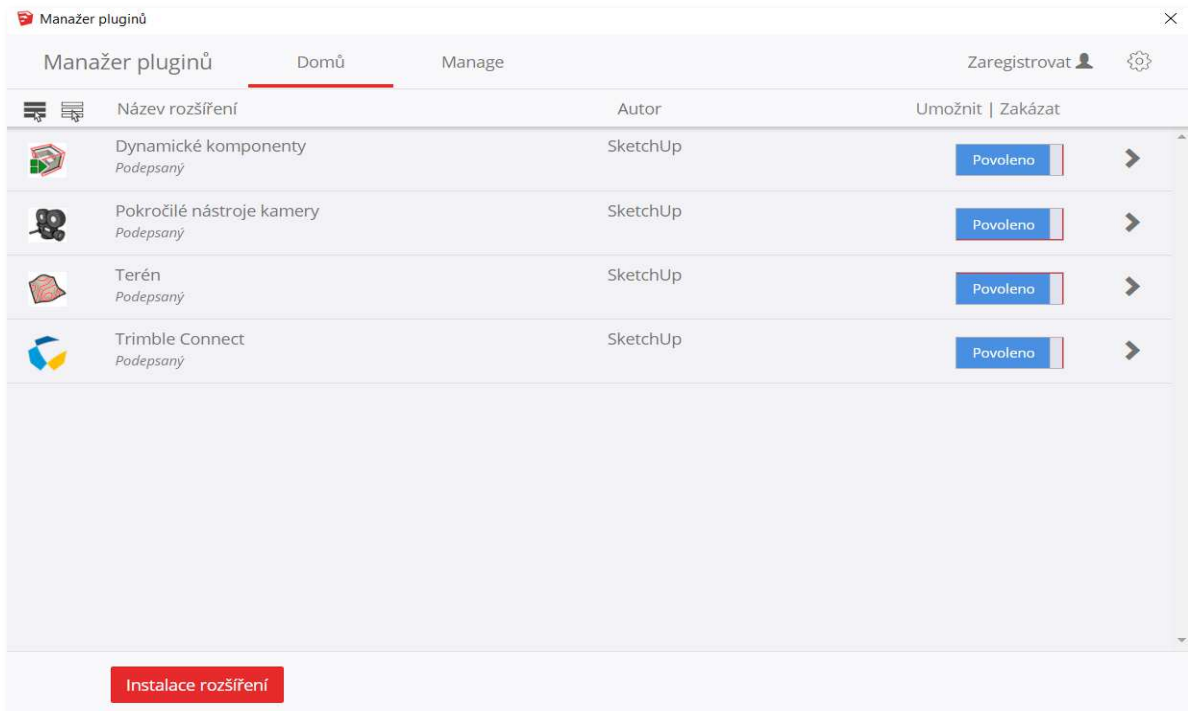 Manažer pluginů
Manažer pluginů Domů Manage Zaregistrovat
Název rozšíření Autor Umožnit | Zakázat
Dynamické komponenty SketchUp Povoleno
Podepsaný
Pokročilé nástroje kamery SketchUp Povoleno
Podepsaný
Terén SketchUp Povoleno
Podepsaný
Trimble Connect SketchUp Povoleno
Podepsaný
Instalace rozšíření